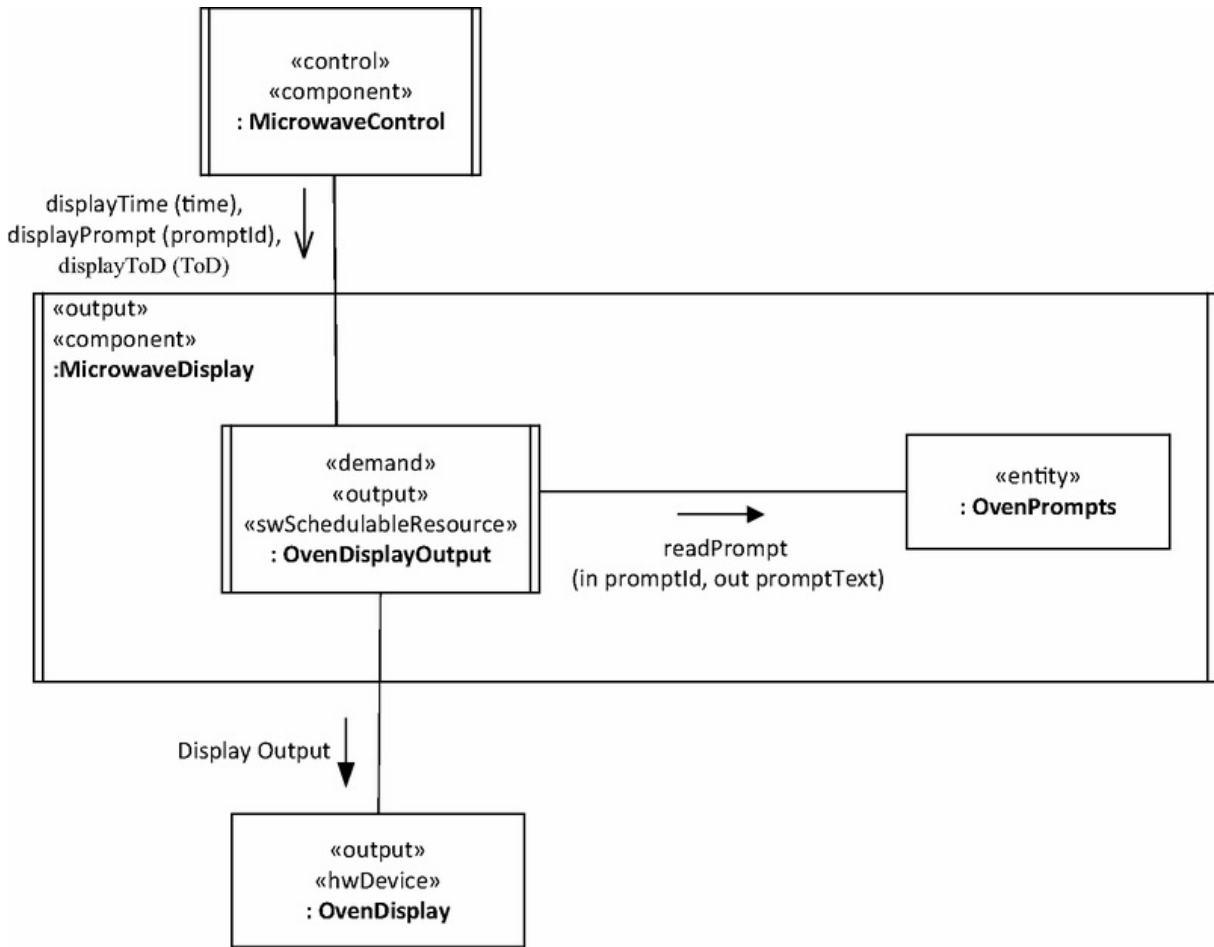 «control»
«component»
: MicrowaveControl
displayTime (time),
displayPrompt (promptId),
displayToD (ToD)
«output»
«component»
:MicrowaveDisplay
«demand»
«output»
«swSchedulableResource»
: OvenDisplayOutput
«entity»
: OvenPrompts
readPrompt
(in promptId, out promptText)
Display Output
«output»
«hwDevice»
: OvenDisplay